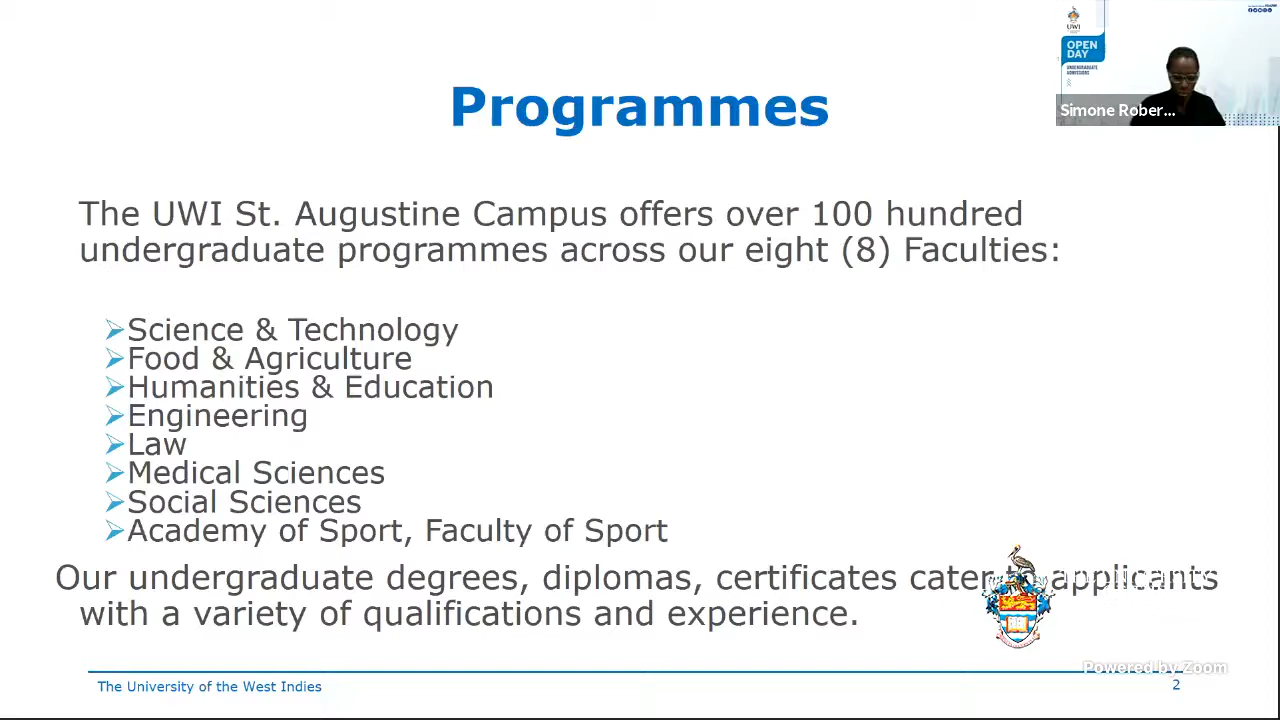 UWI
OPEN
DAY
UNDERGRADUATE
ADMISSIONS
Simone Rober...
Programmes
The UWI St. Augustine Campus offers over 100 hundred
undergraduate programmes across our eight (8) Faculties:
Science & Technology
Food & Agriculture
Humanities & Education
Engineering
Law
Medical Sciences
Social Sciences
Academy of Sport, Faculty of Sport
Our undergraduate degrees, diplomas, certificates cater to applicants
with a variety of qualifications and experience.
Powered by Zoom
The University of the West Indies
2